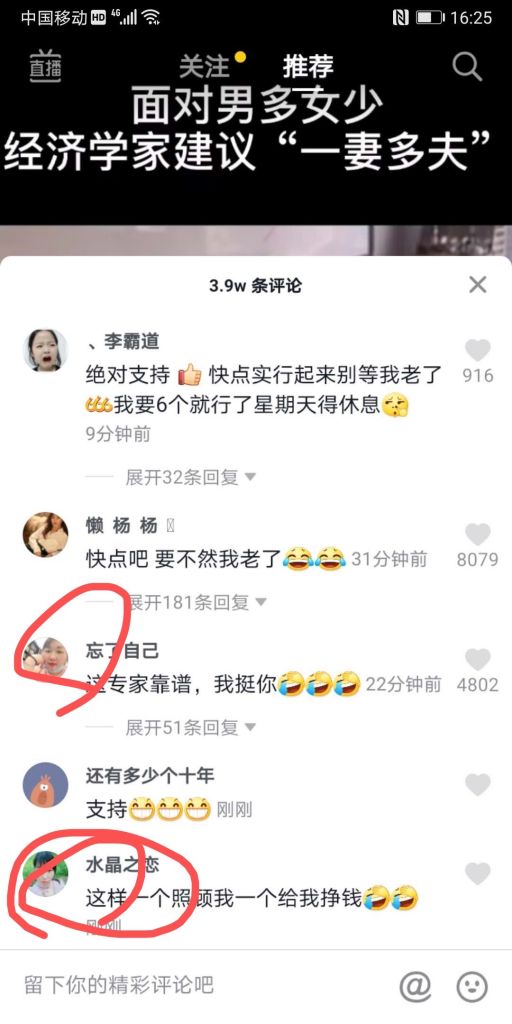 中国移动 HD 4G 16:25
直播 关注 推荐
面对男多女少
经济学家建议“一妻多夫”
3.9w 条评论
、李霸道
绝对支持👍快点实行起来别等我老了 916
666我要6个就行了星期天得休息😤
9分钟前
展开32条回复
懒 杨 杨
快点吧 要不然我老了😂😂 31分钟前 8079
展开181条回复
忘了自己
这专家靠谱，我挺你🤣🤣🤣 22分钟前 4802
展开51条回复
还有多少个十年
支持😁😁😁 刚刚
水晶之恋
这样一个照顾我一个给我挣钱🤣🤣
刚刚
留下你的精彩评论吧 @